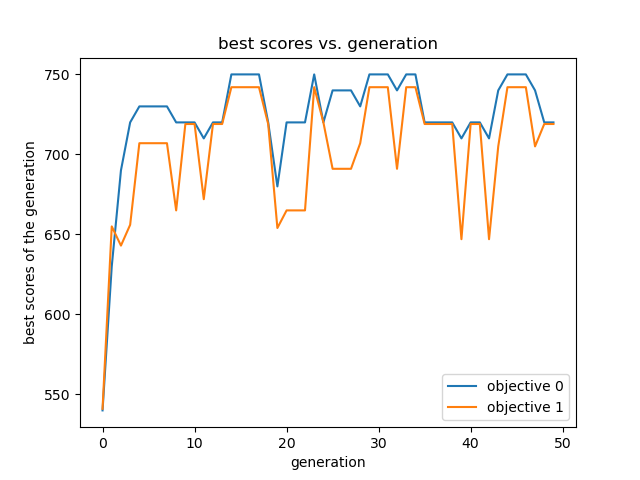 best scores vs. generation
best scores of the generation
750
700
650
600
550
0 10 20 30 40 50
generation
objective 0
objective 1